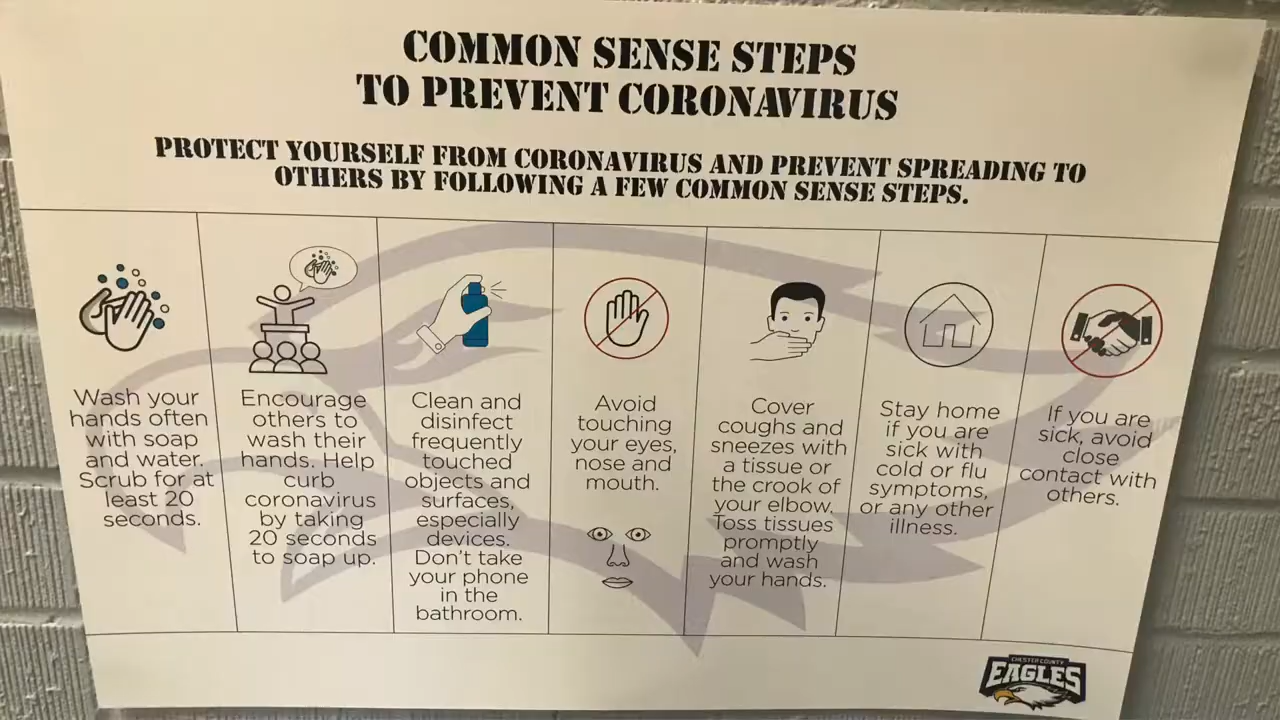 COMMON SENSE STEPS
TO PREVENT CORONAVIRUS
PROTECT YOURSELF FROM CORONAVIRUS AND PREVENT SPREADING TO
OTHERS BY FOLLOWING A FEW COMMON SENSE STEPS.
Wash your
hands often
with soap
and water.
Scrub for at
least 20
seconds.
Encourage
others to
wash their
hands. Help
curb
coronavirus
by taking
20 seconds
to soap up.
Clean and
disinfect
frequently
touched
objects and
surfaces,
especially
devices.
Don't take
your phone
in the
bathroom.
Avoid
touching
your eyes,
nose and
mouth.
Cover
coughs and
sneezes with
a tissue or
the crook of
your elbow.
Toss tissues
promptly
and wash
your hands.
Stay home
if you are
sick with
cold or flu
symptoms,
or any other
illness.
If you are
sick, avoid
close
contact with
others.
CHESTER COUNTY
EAGLES